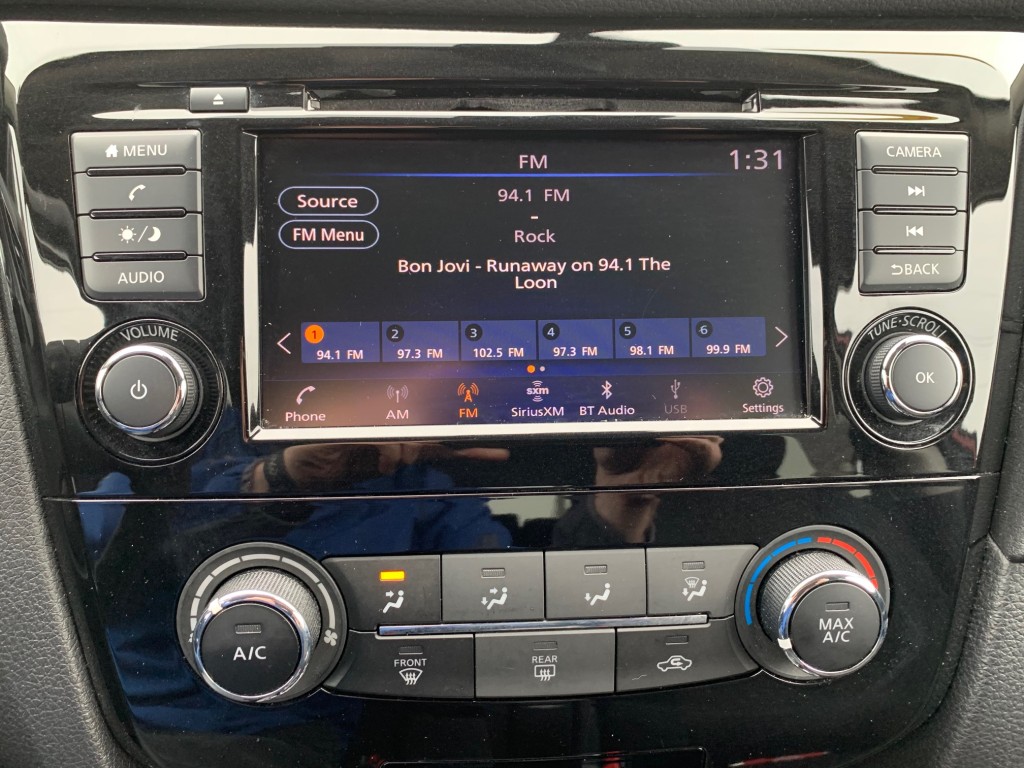 MENU
AUDIO
VOLUME
FM
1:31
Source
FM Menu
94.1 FM
-
Rock
Bon Jovi - Runaway on 94.1 The
Loon
1
94.1 FM
2
97.3 FM
3
102.5 FM
4
97.3 FM
5
98.1 FM
6
99.9 FM
Phone
AM
FM
sxm
SiriusXM
BT Audio
USB
Settings
CAMERA
BACK
TUNE·SCROLL
OK
A/C
FRONT
REAR
MAX
A/C